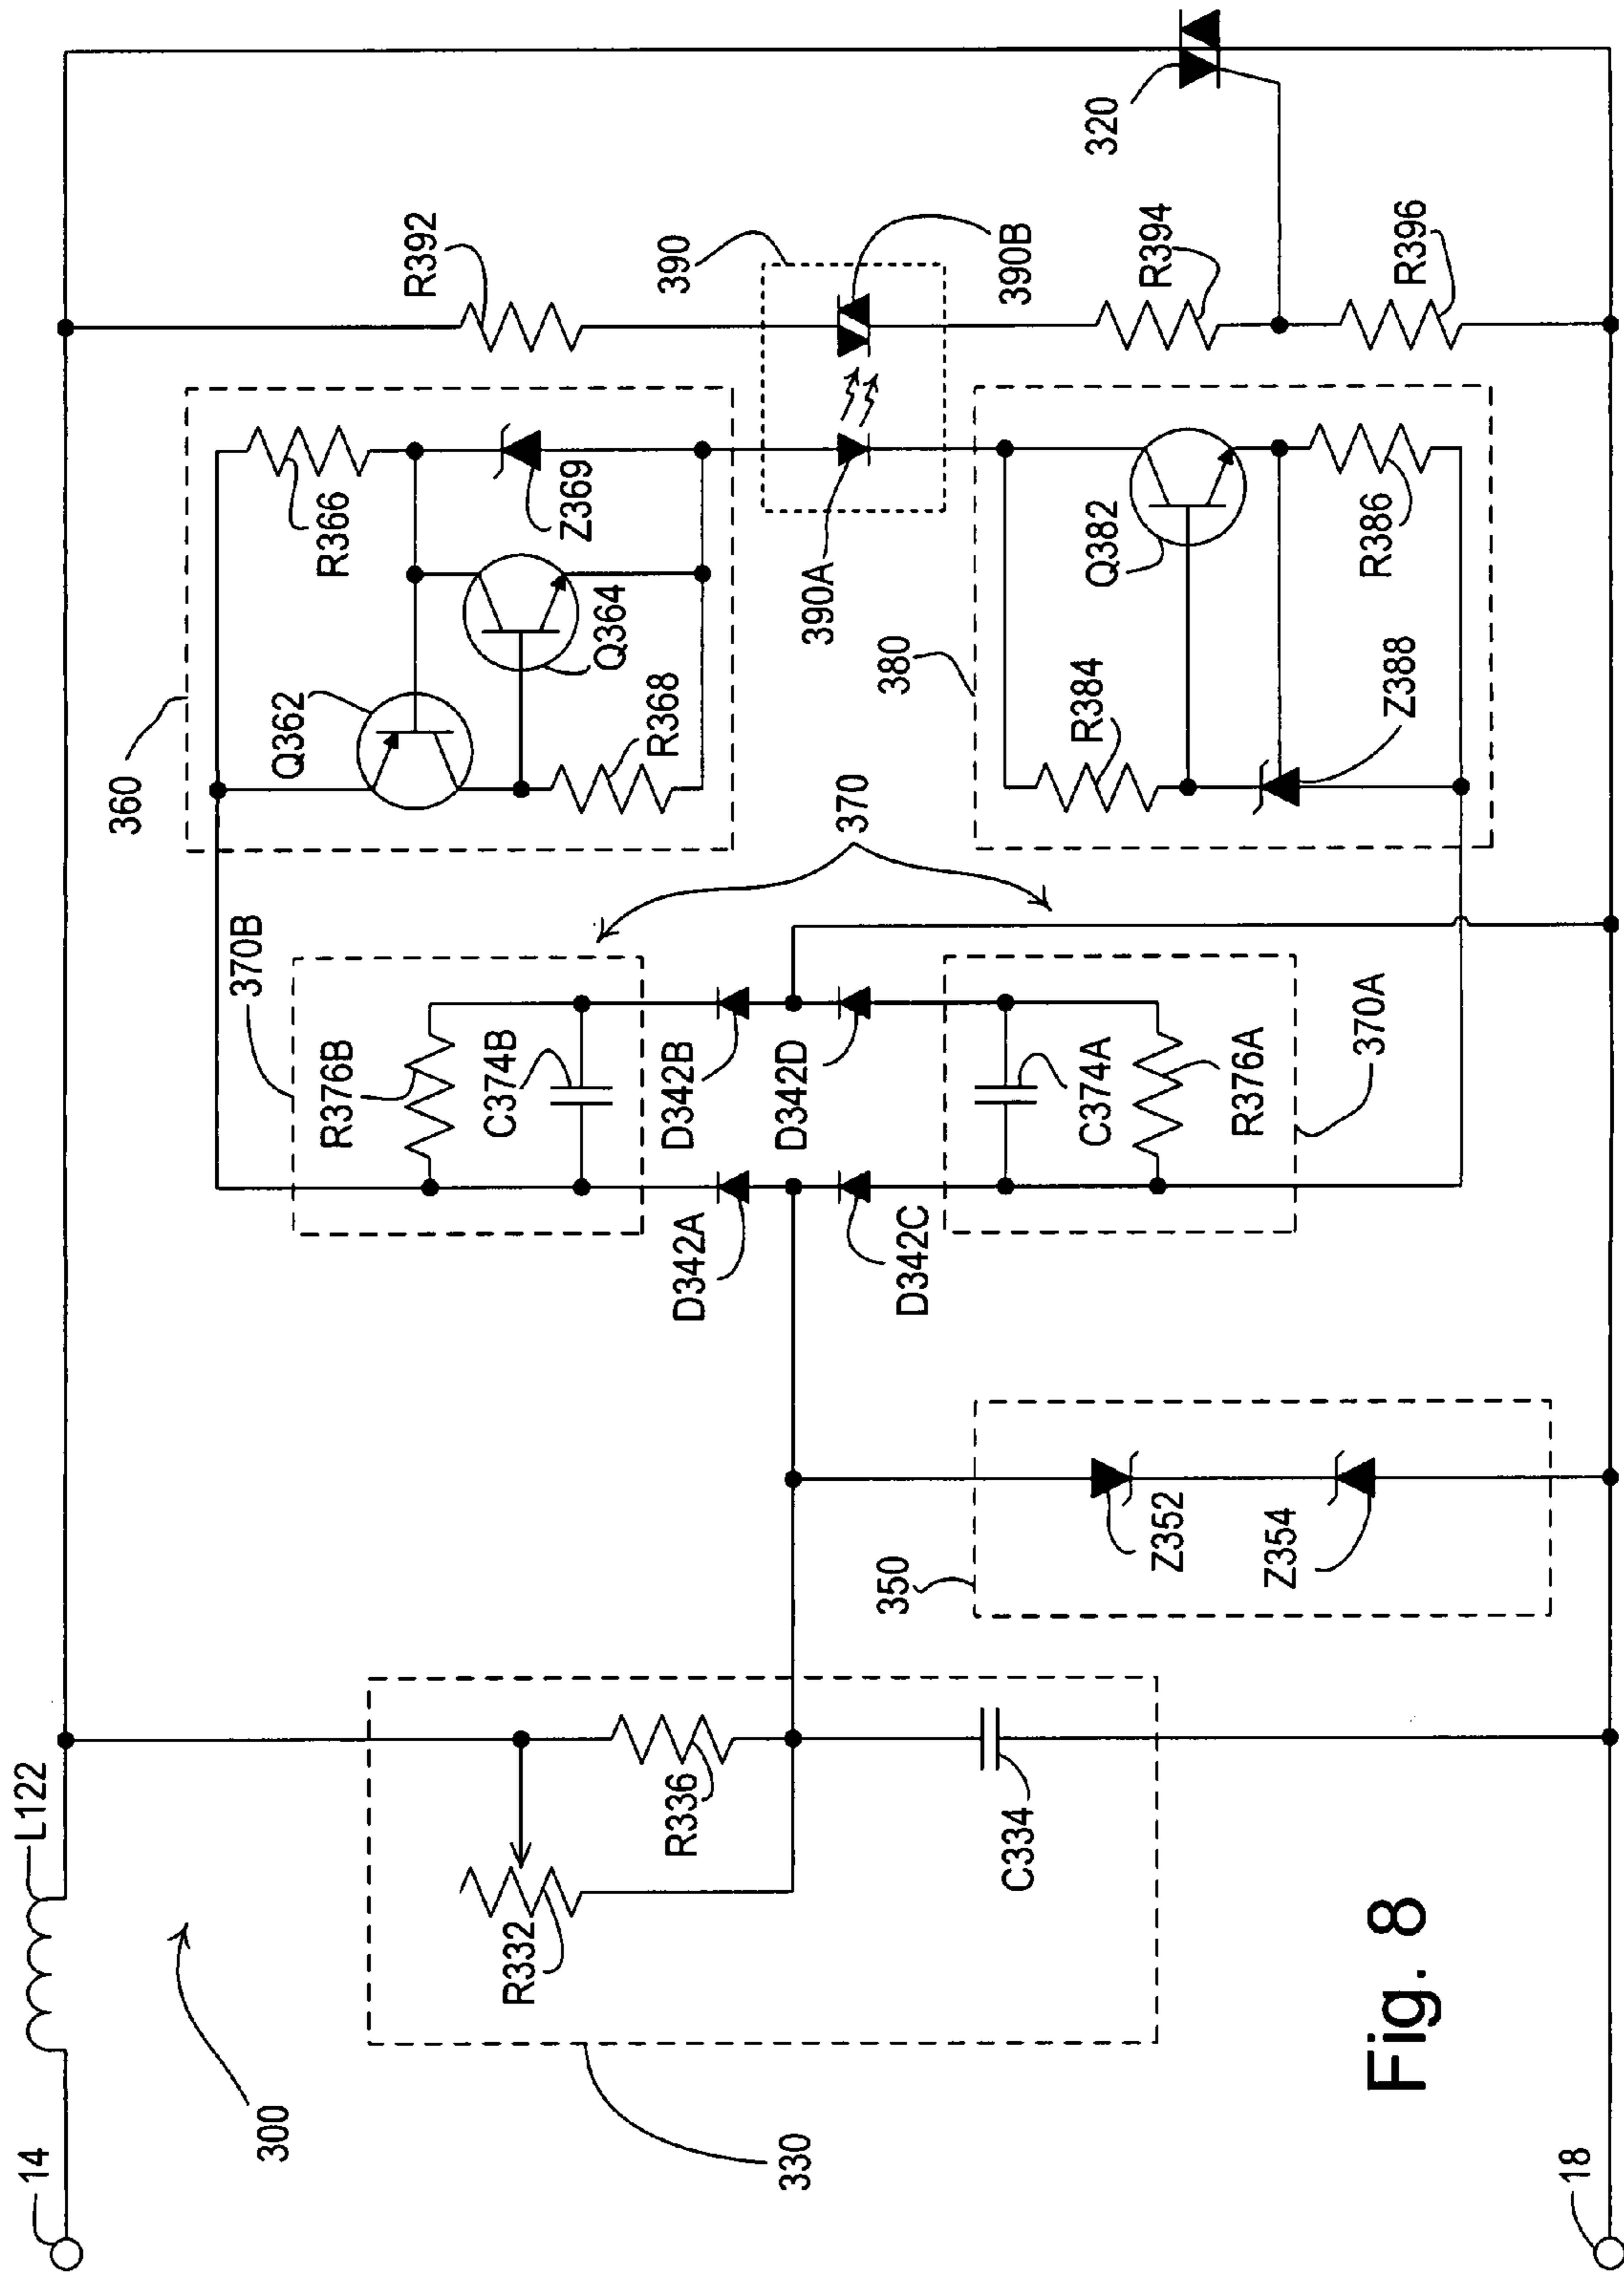 14
L122
300
330
R332
R336
C334
350
Z352
Z354
370B
R376B
C374B
D342A
D342B
D342C
D342D
C374A
R376A
370A
370
360
Q362
R366
Z369
Q364
R368
390A
390
390B
380
R384
Q382
Z388
R386
R392
R394
R396
320
18
Fig. 8